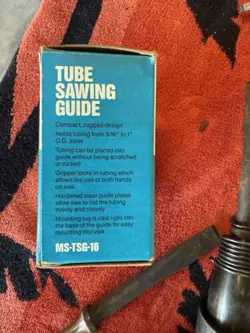 TUBE
SAWING
GUIDE
Compact, rugged design
Holds tubing from 3/16" to 1"
O.D. sizes
Tubing can be placed into
guide without being scratched
or nicked
Gripper locks in tubing which
allows the use of both hands
on saw
Hardened steel guide plates
allow saw to cut the tubing
evenly and cleanly
Mounting lug is cast right into
the base of the guide for easy
mounting into vise
MS-TSG-16